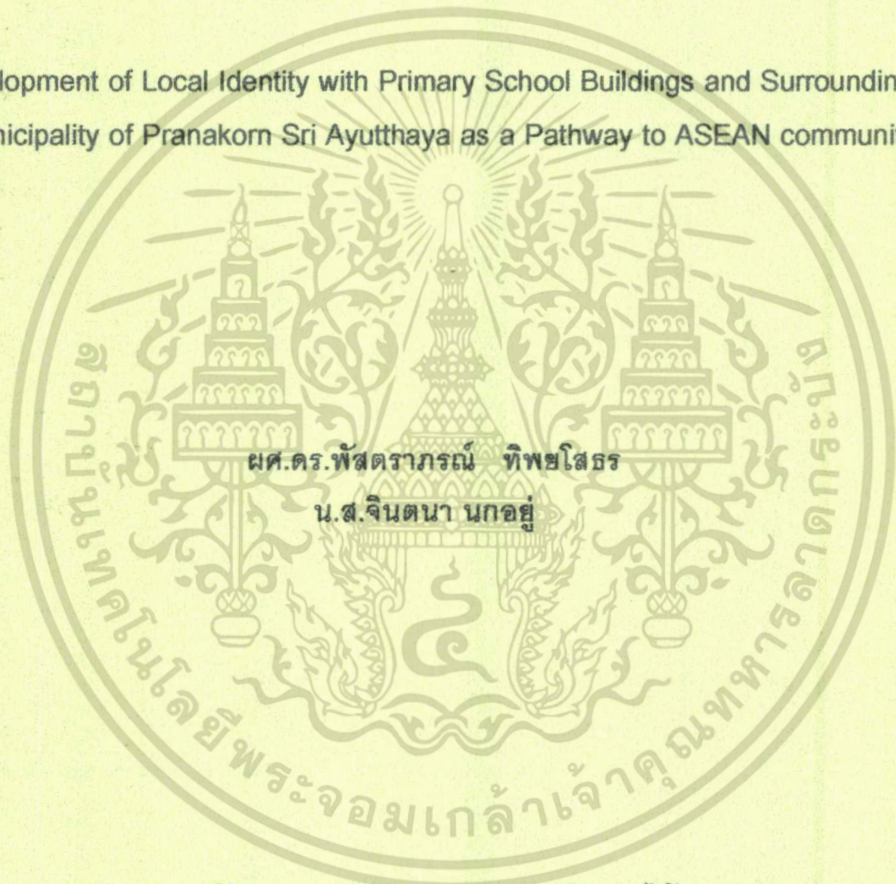 lopment of Local Identity with Primary School Buildings and Surroundin
nicipality of Pranakorn Sri Ayutthaya as a Pathway to ASEAN communi
ผศ.ดร.พัสตราภรณ์ ทิพยโสธร
น.ส.จินตนา นกอยู่
สถาบันเทคโนโลยีพระจอมเกล้าเจ้าคุณทหารลาดกระบัง